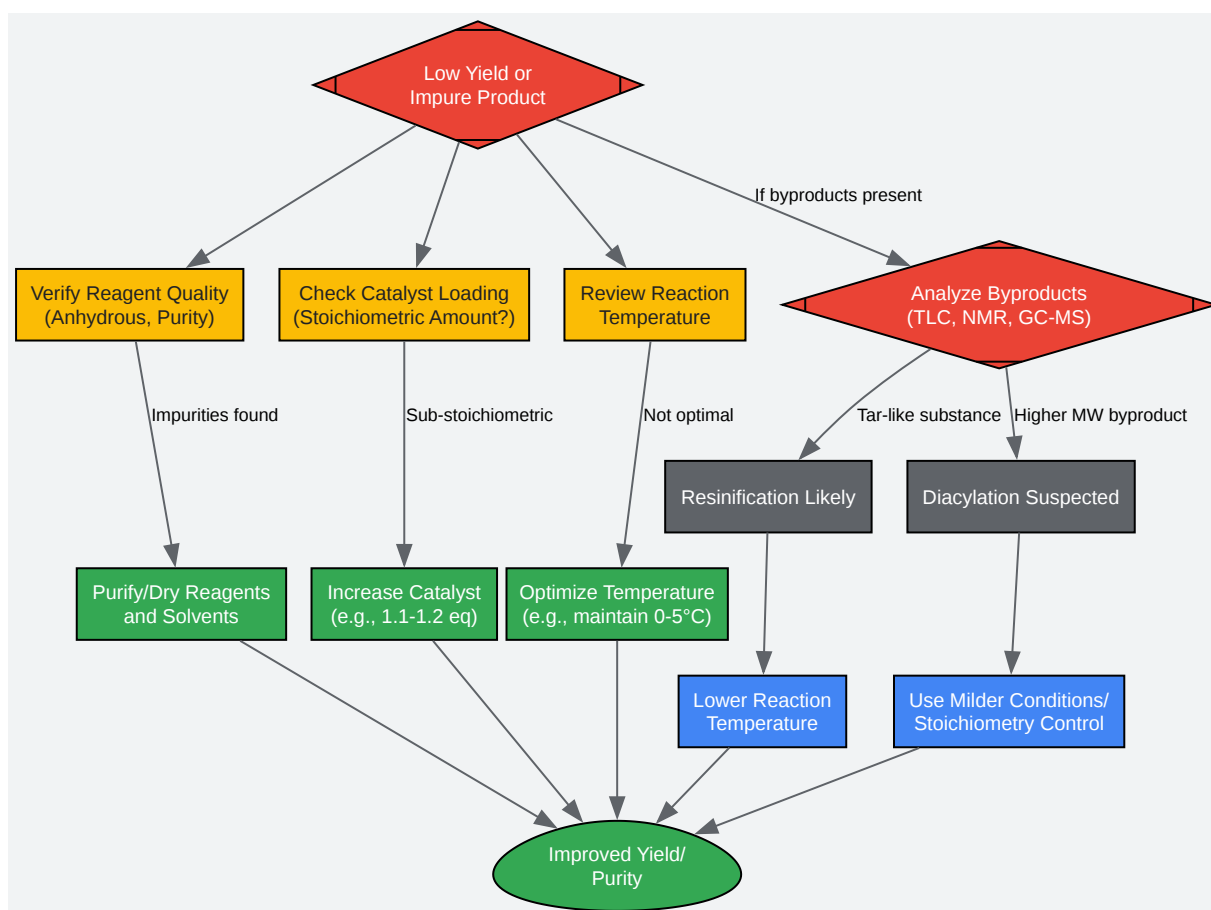 Low Yield or
Impure Product
If byproducts present
Verify Reagent Quality
(Anhydrous, Purity)
Check Catalyst Loading
(Stoichiometric Amount?)
Review Reaction
Temperature
Analyze Byproducts
(TLC, NMR, GC-MS)
Impurities found
Sub-stoichiometric
Not optimal
Tar-like substance
Higher MW byproduct
Resinification Likely
Diacylation Suspected
Purify/Dry Reagents
and Solvents
Increase Catalyst
(e.g., 1.1-1.2 eq)
Optimize Temperature
(e.g., maintain 0-5°C)
Lower Reaction
Temperature
Use Milder Conditions/
Stoichiometry Control
Improved Yield/
Purity